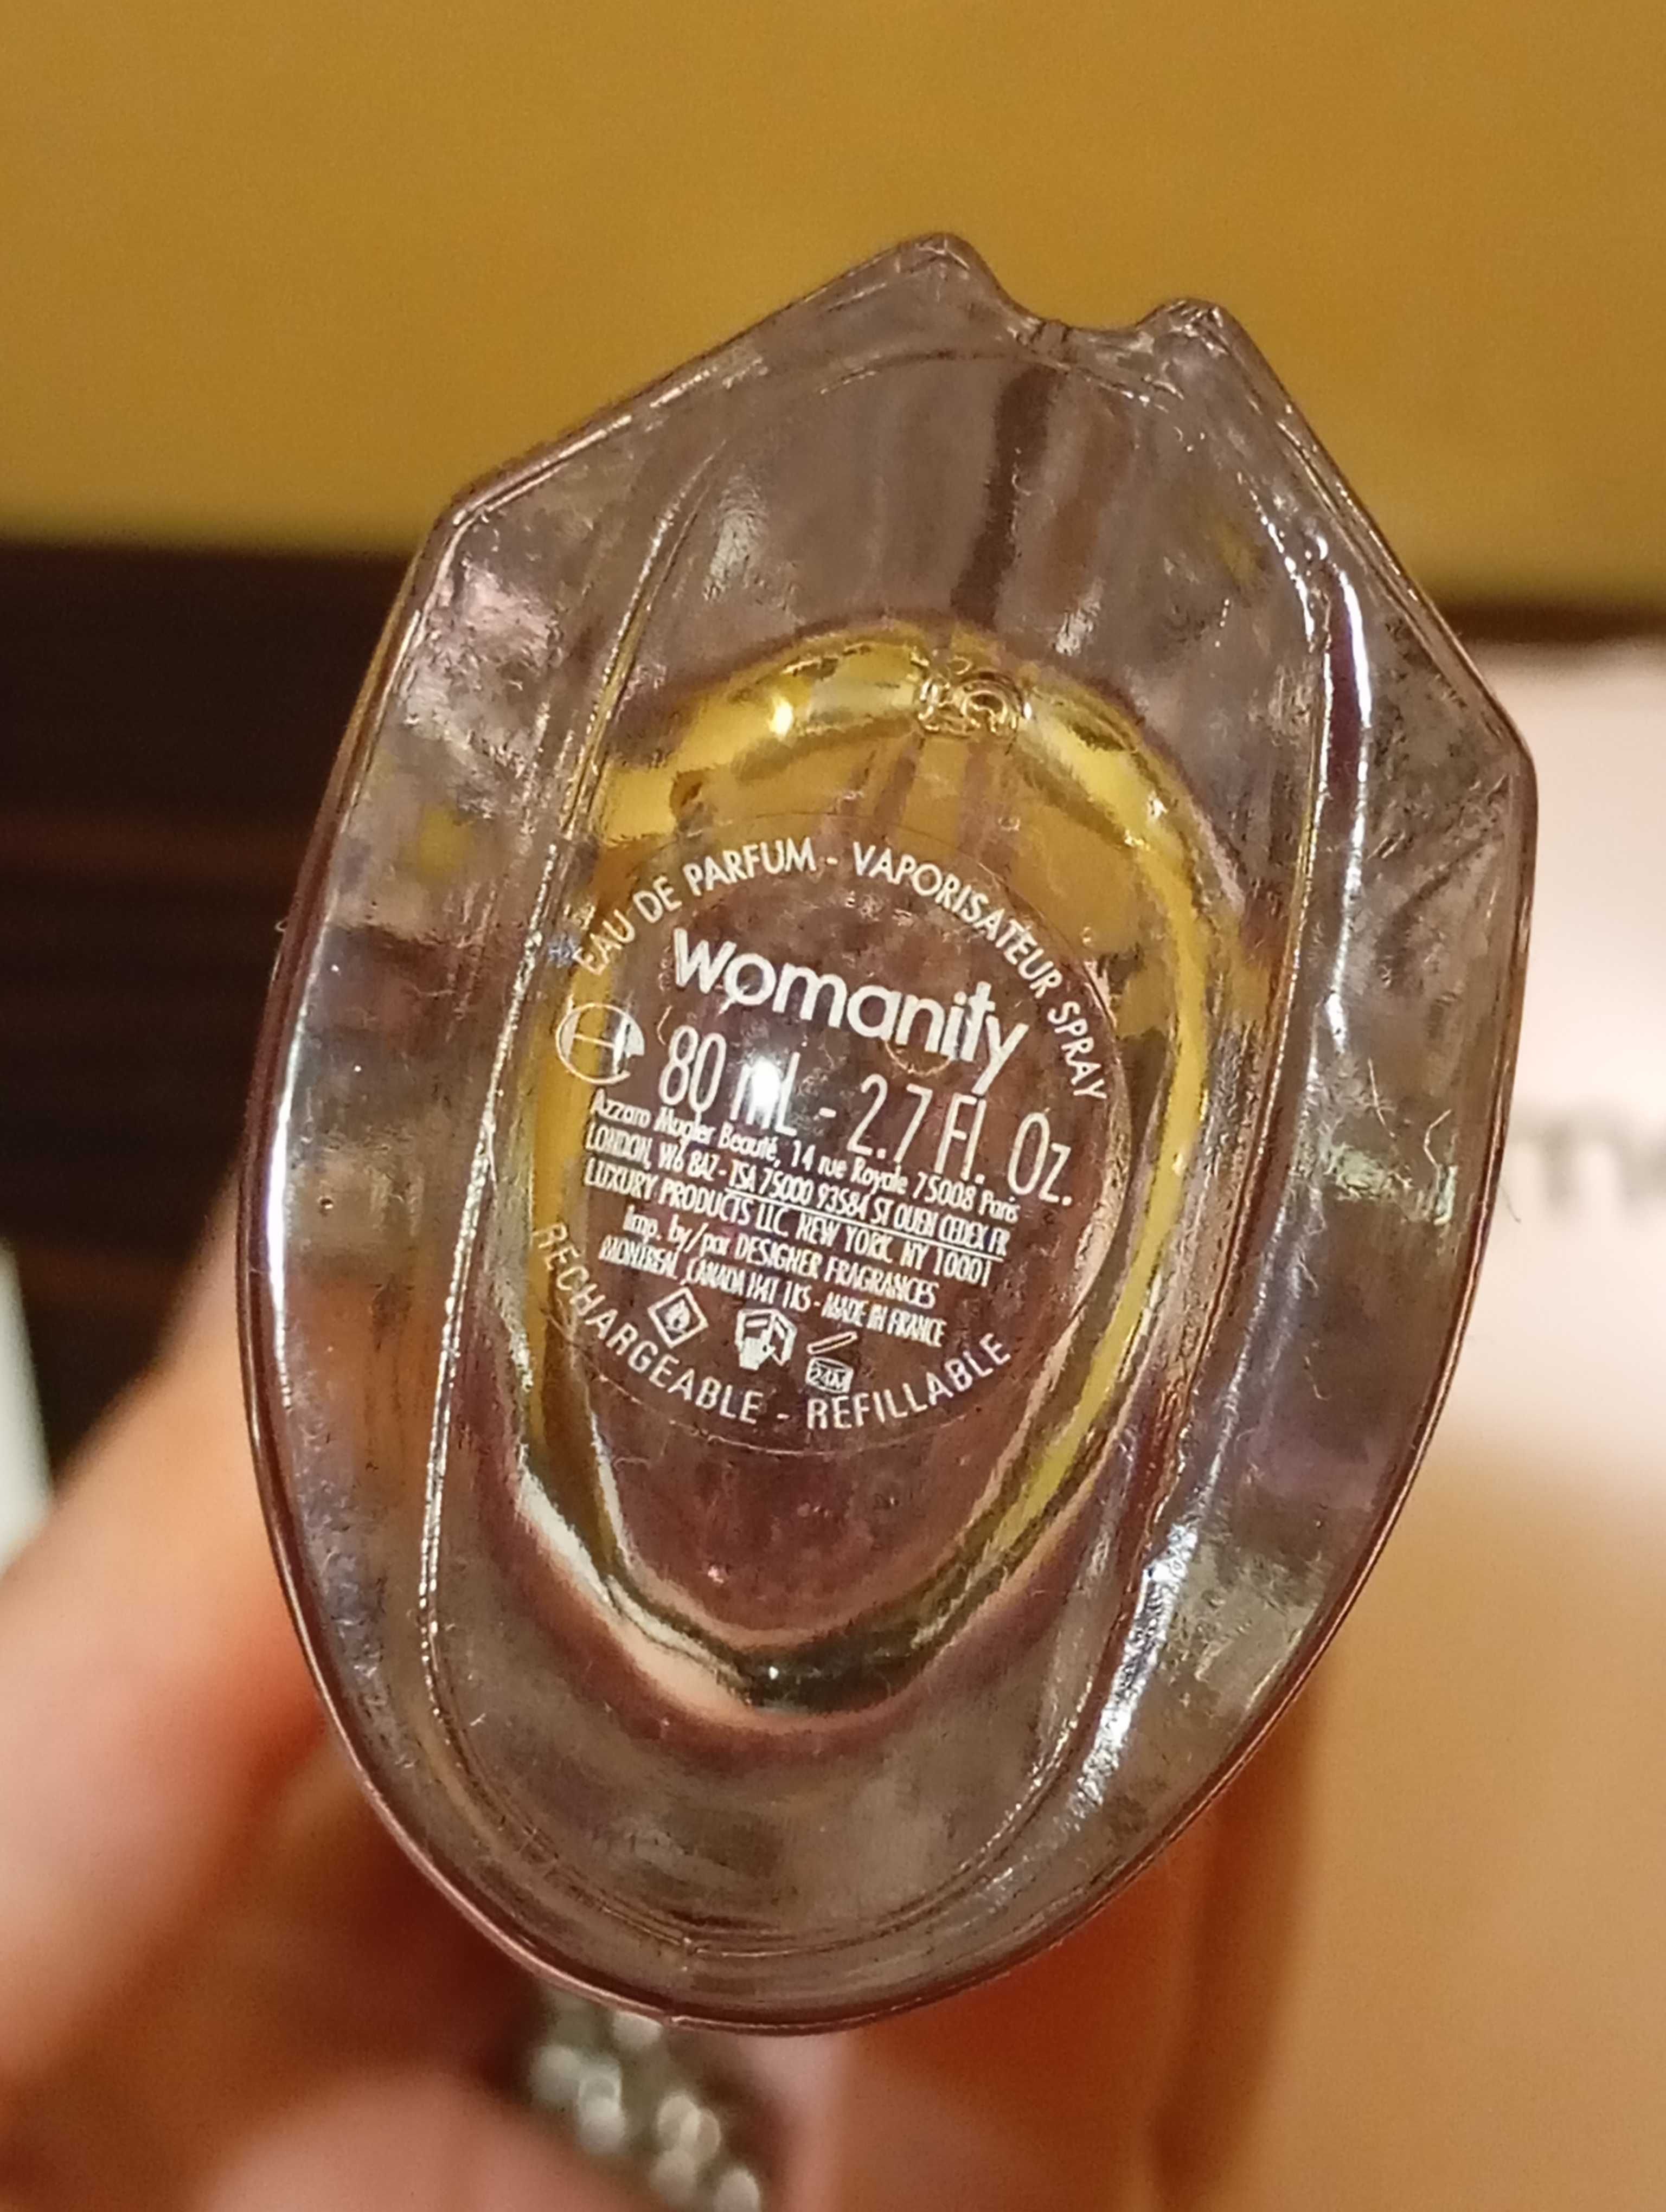 EAU DE PARFUM - VAPORISATEUR SPRAY
womanity
80 mL - 2.7 Fl. Oz.
Azzaro Mugler Beauté, 14 rue Royale 75008 Paris
LONDON, W6 8AZ - TSA 75000 93584 ST OUEN CEDEX FR
LUXURY PRODUCTS LLC. NEW YORK. NY 10001
Imp. by/par DESIGNER FRAGRANCES
MONTREAL, CANADA H4T 1K5 - MADE IN FRANCE
24M
RECHARGEABLE - REFILLABLE